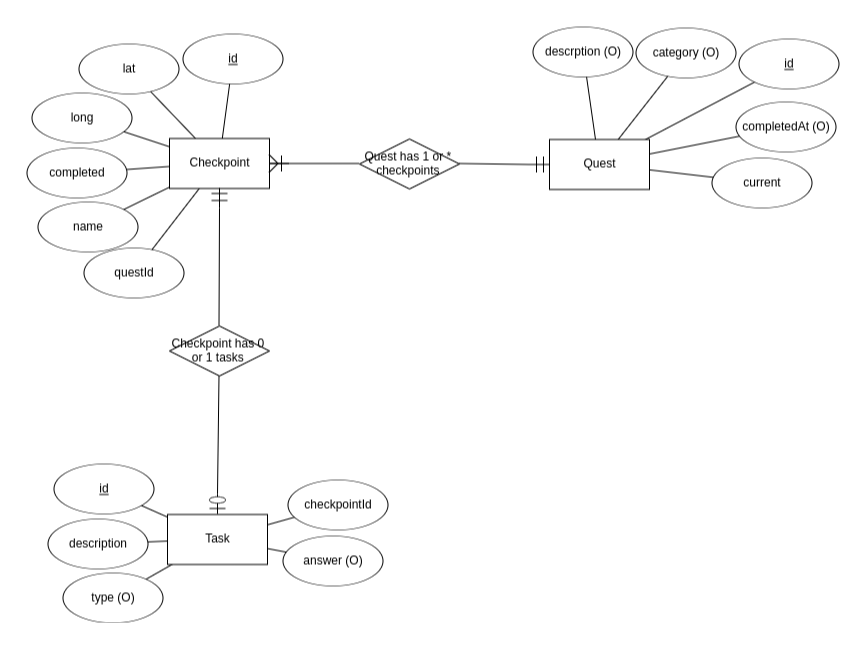 lat
id
long
completed
name
questId
Checkpoint
Quest has 1 or *
checkpoints
descrption (O)
category (O)
id
completedAt (O)
current
Quest
Checkpoint has 0
or 1 tasks
id
description
type (O)
Task
checkpointId
answer (O)